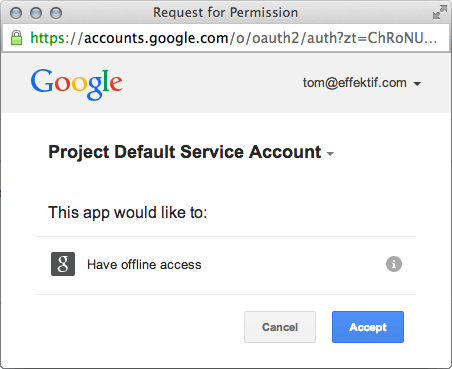 Request for Permission
https://accounts.google.com/o/oauth2/auth?zt=ChRoNU...
Google
tom@effektif.com
Project Default Service Account
This app would like to:
g Have offline access i
Cancel Accept